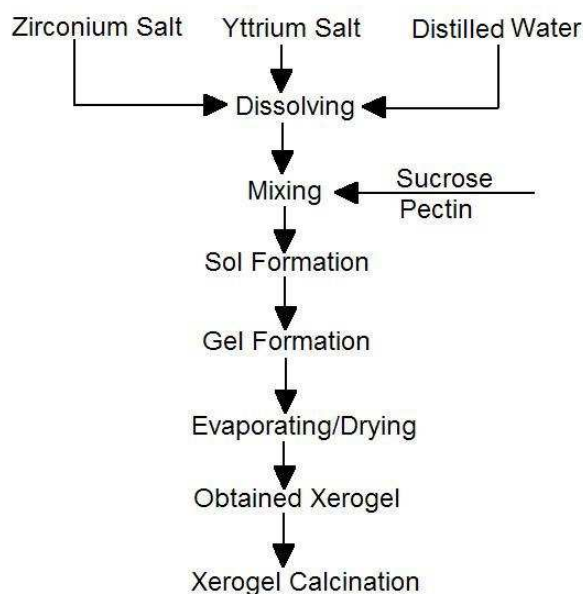 Zirconium Salt
Yttrium Salt
Distilled Water
Dissolving
Mixing
Sucrose
Pectin
Sol Formation
Gel Formation
Evaporating/Drying
Obtained Xerogel
Xerogel Calcination